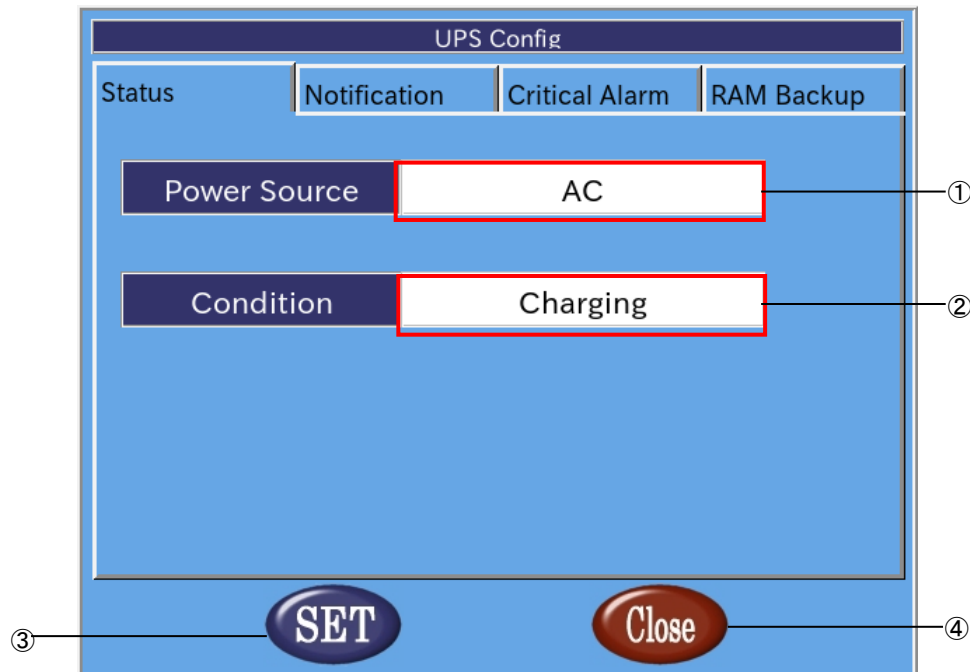 UPS Config
Status Notification Critical Alarm RAM Backup
Power Source AC ①
Condition Charging ②
③ SET Close ④